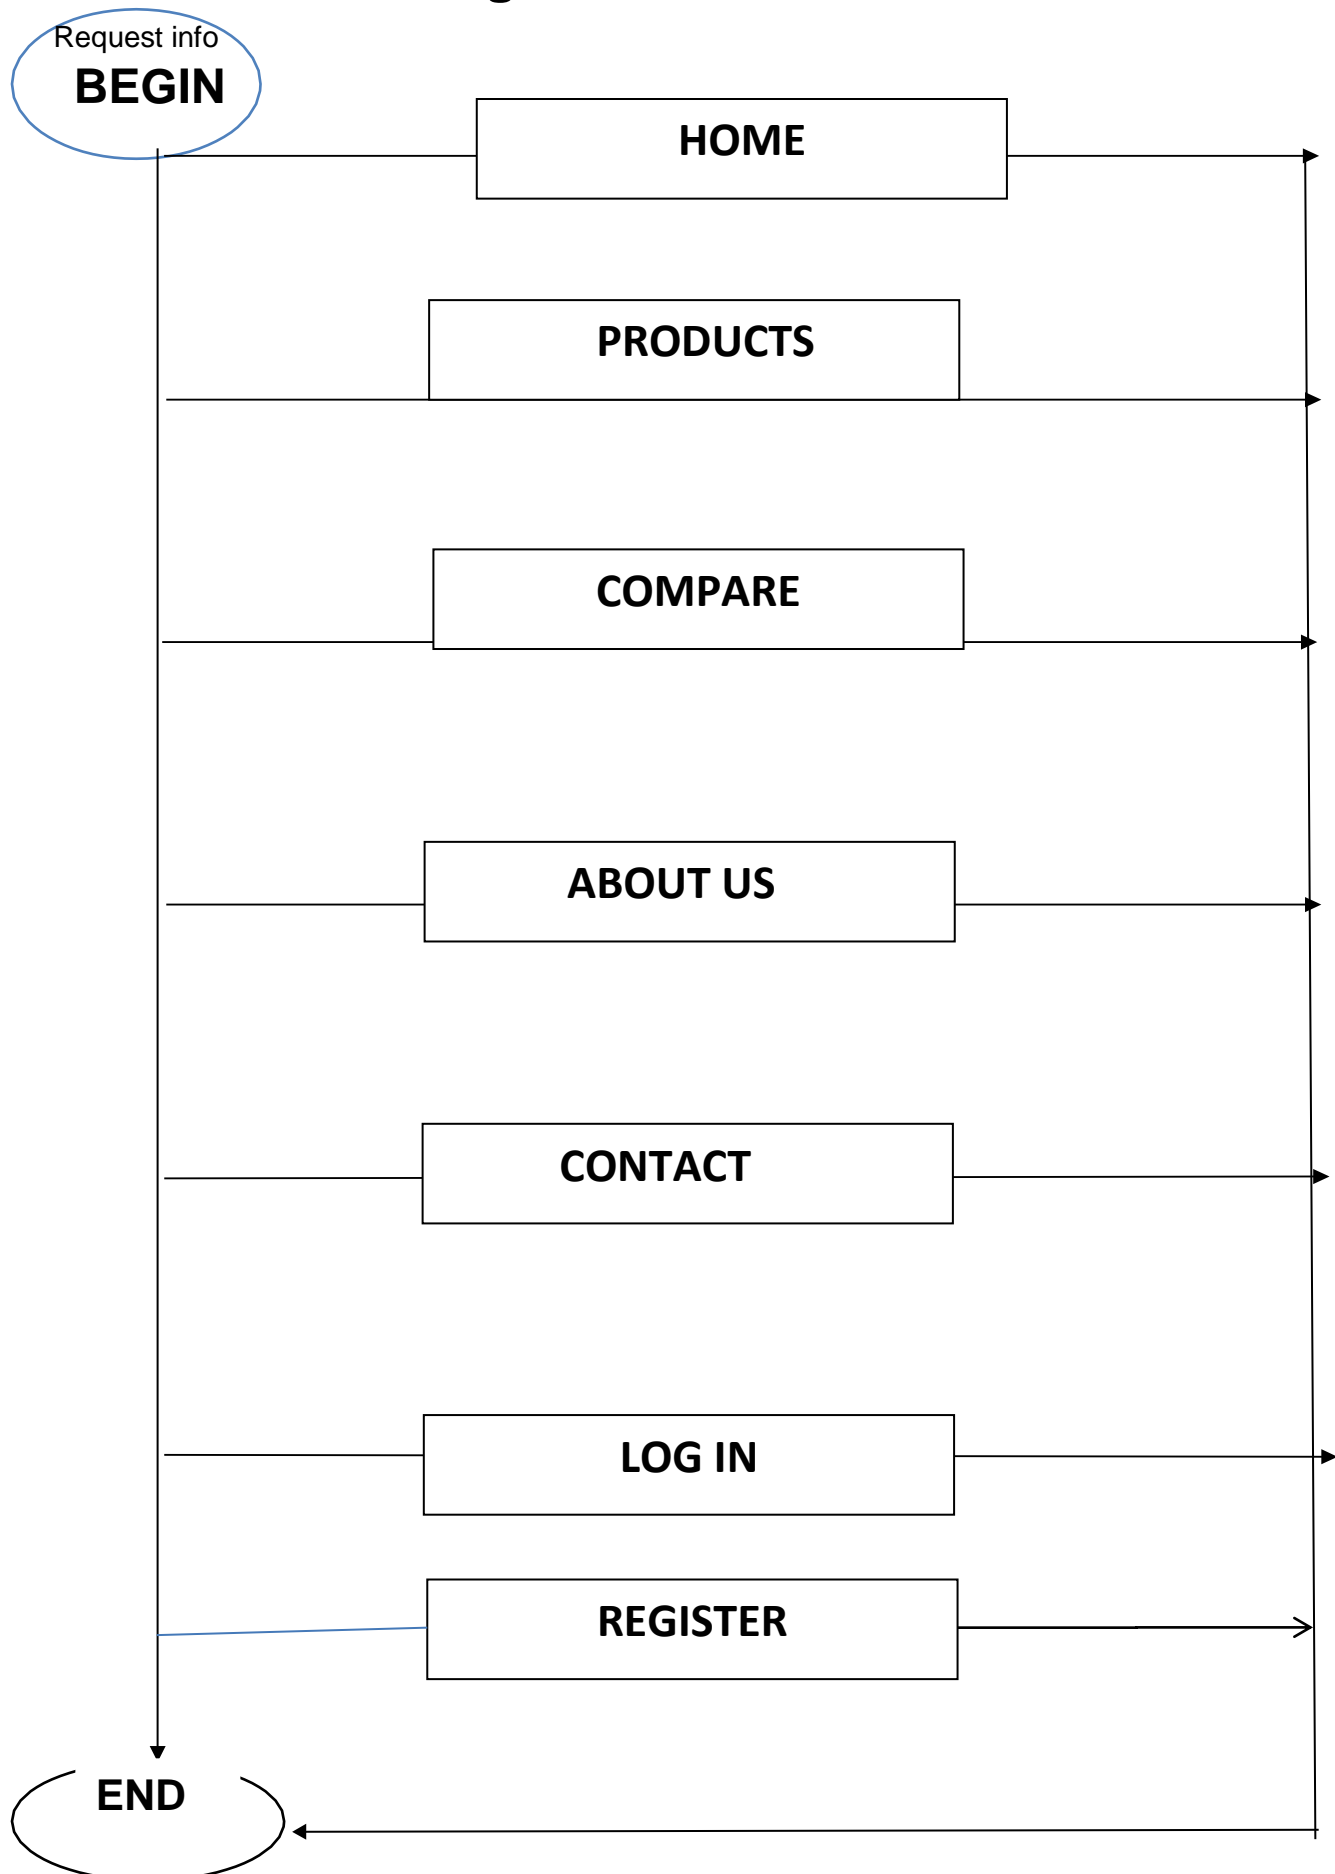 Request info
BEGIN
HOME
PRODUCTS
COMPARE
ABOUT US
CONTACT
LOG IN
REGISTER
END